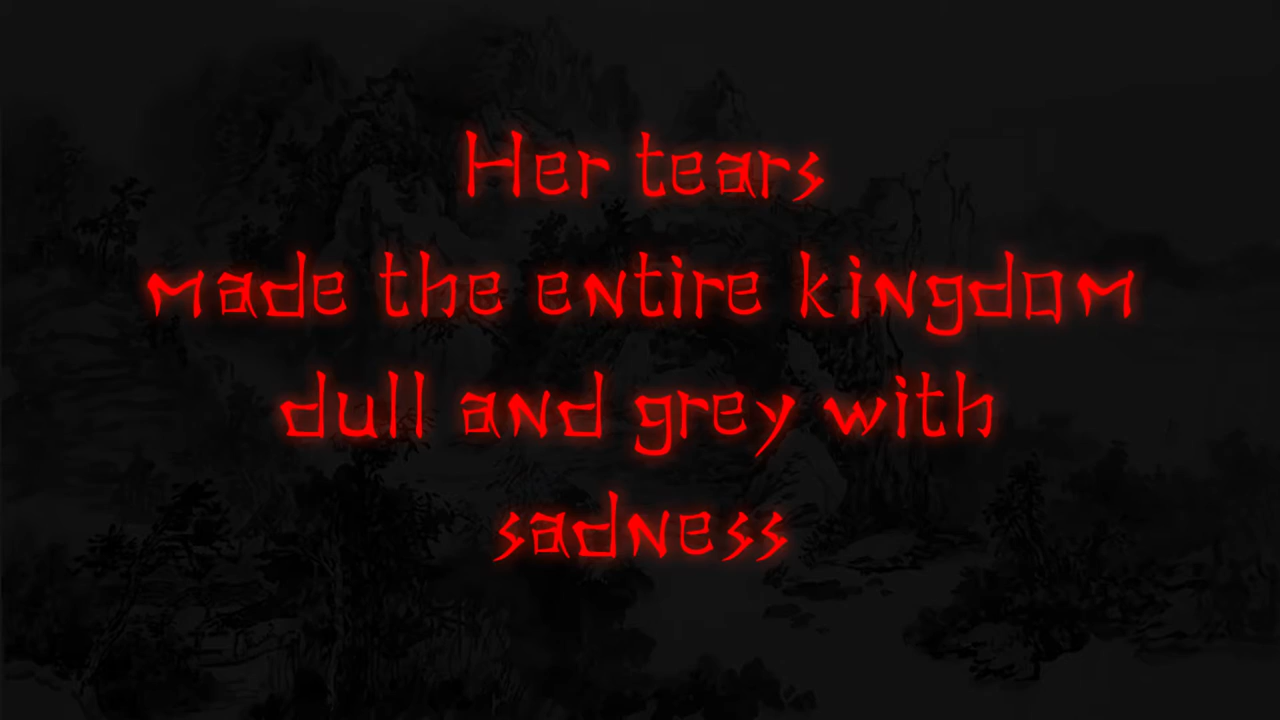 Her tears
made the entire kingdom
dull and grey with
sadness